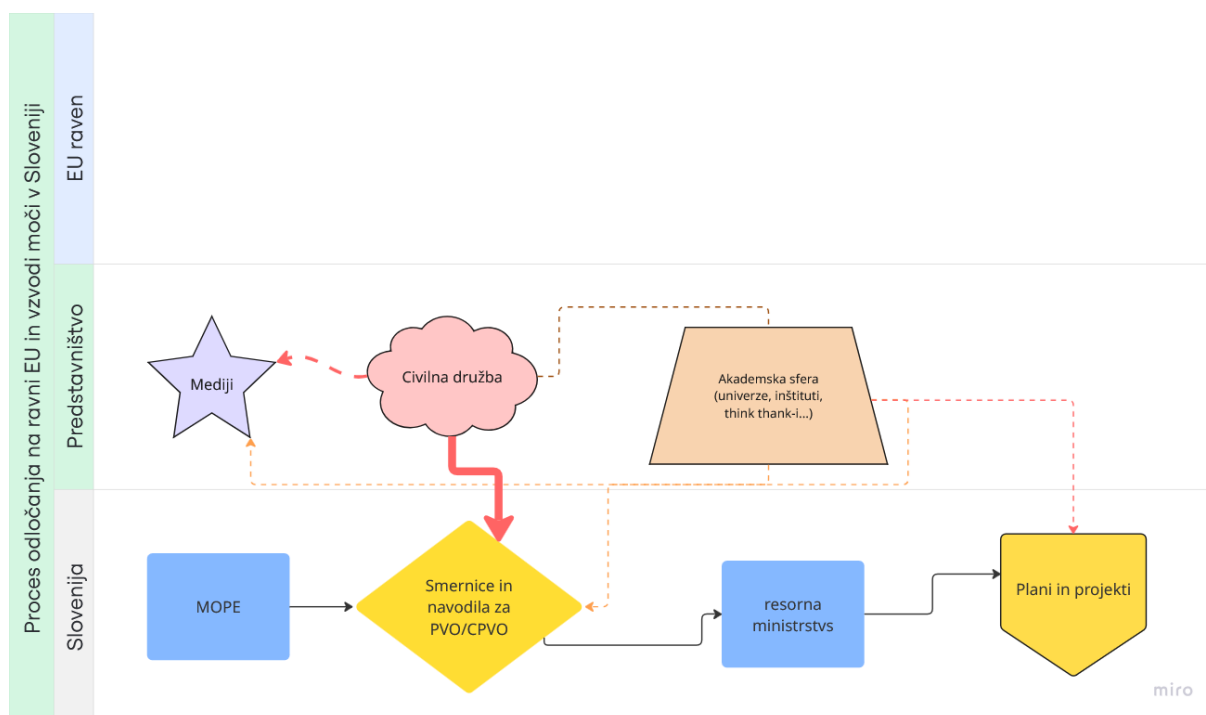 Proces odločanja na ravni EU in vzvodi moči v Sloveniji
EU raven
Predstavništvo
Mediji
Civilna družba
Akademska sfera
(univerze, inštituti,
think thank-i...)
Slovenija
MOPE
Smernice in
navodila za
PVO/CPVO
resorna
ministrstvs
Plani in projekti
miro